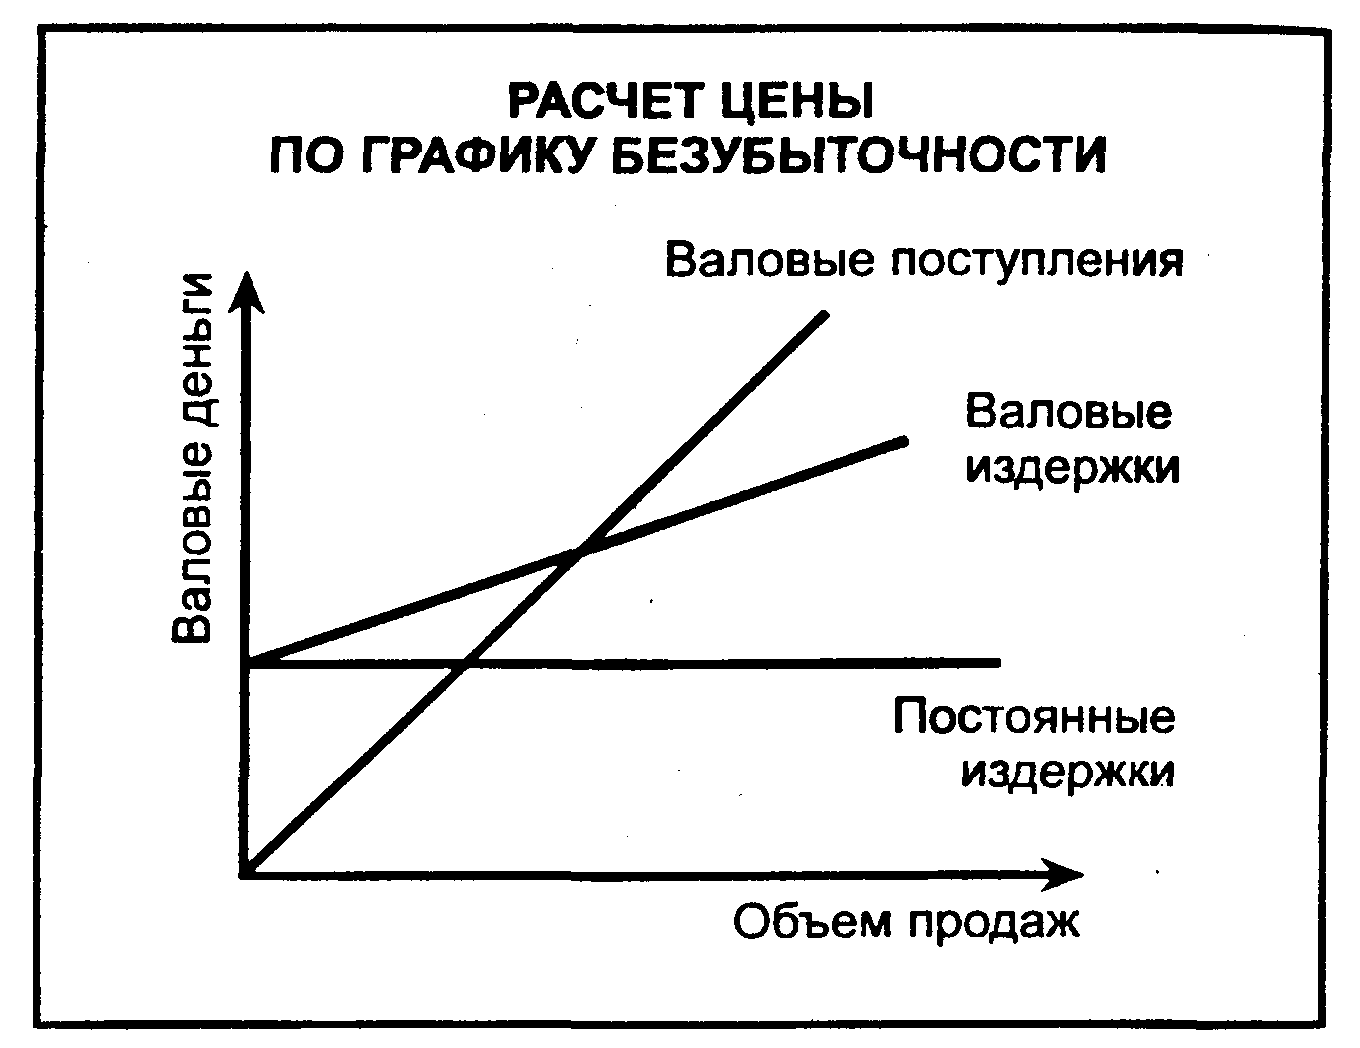 РАСЧЕТ ЦЕНЫ
ПО ГРАФИКУ БЕЗУБЫТОЧНОСТИ
Валовые поступления
Валовые деньги
Валовые
издержки
Постоянные
издержки
Объем продаж